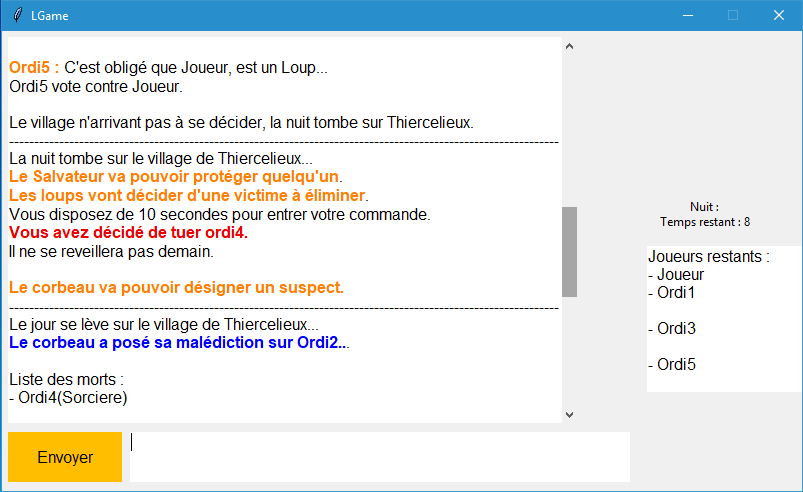 LGame
Ordi5 : C'est obligé que Joueur, est un Loup...
Ordi5 vote contre Joueur.
Le village n'arrivant pas à se décider, la nuit tombe sur Thiercelieux.
---------------------------------------------------------------------------------------------------------------
La nuit tombe sur le village de Thiercelieux...
Le Salvateur va pouvoir protéger quelqu'un.
Les loups vont décider d'une victime à éliminer.
Vous disposez de 10 secondes pour entrer votre commande.
Vous avez décidé de tuer ordi4.
Il ne se reveillera pas demain.
Le corbeau va pouvoir désigner un suspect.
---------------------------------------------------------------------------------------------------------------
Le jour se lève sur le village de Thiercelieux...
Le corbeau a posé sa malédiction sur Ordi2...
Liste des morts :
- Ordi4(Sorciere)
Envoyer
Nuit :
Temps restant : 8
Joueurs restants :
- Joueur
- Ordi1
- Ordi3
- Ordi5